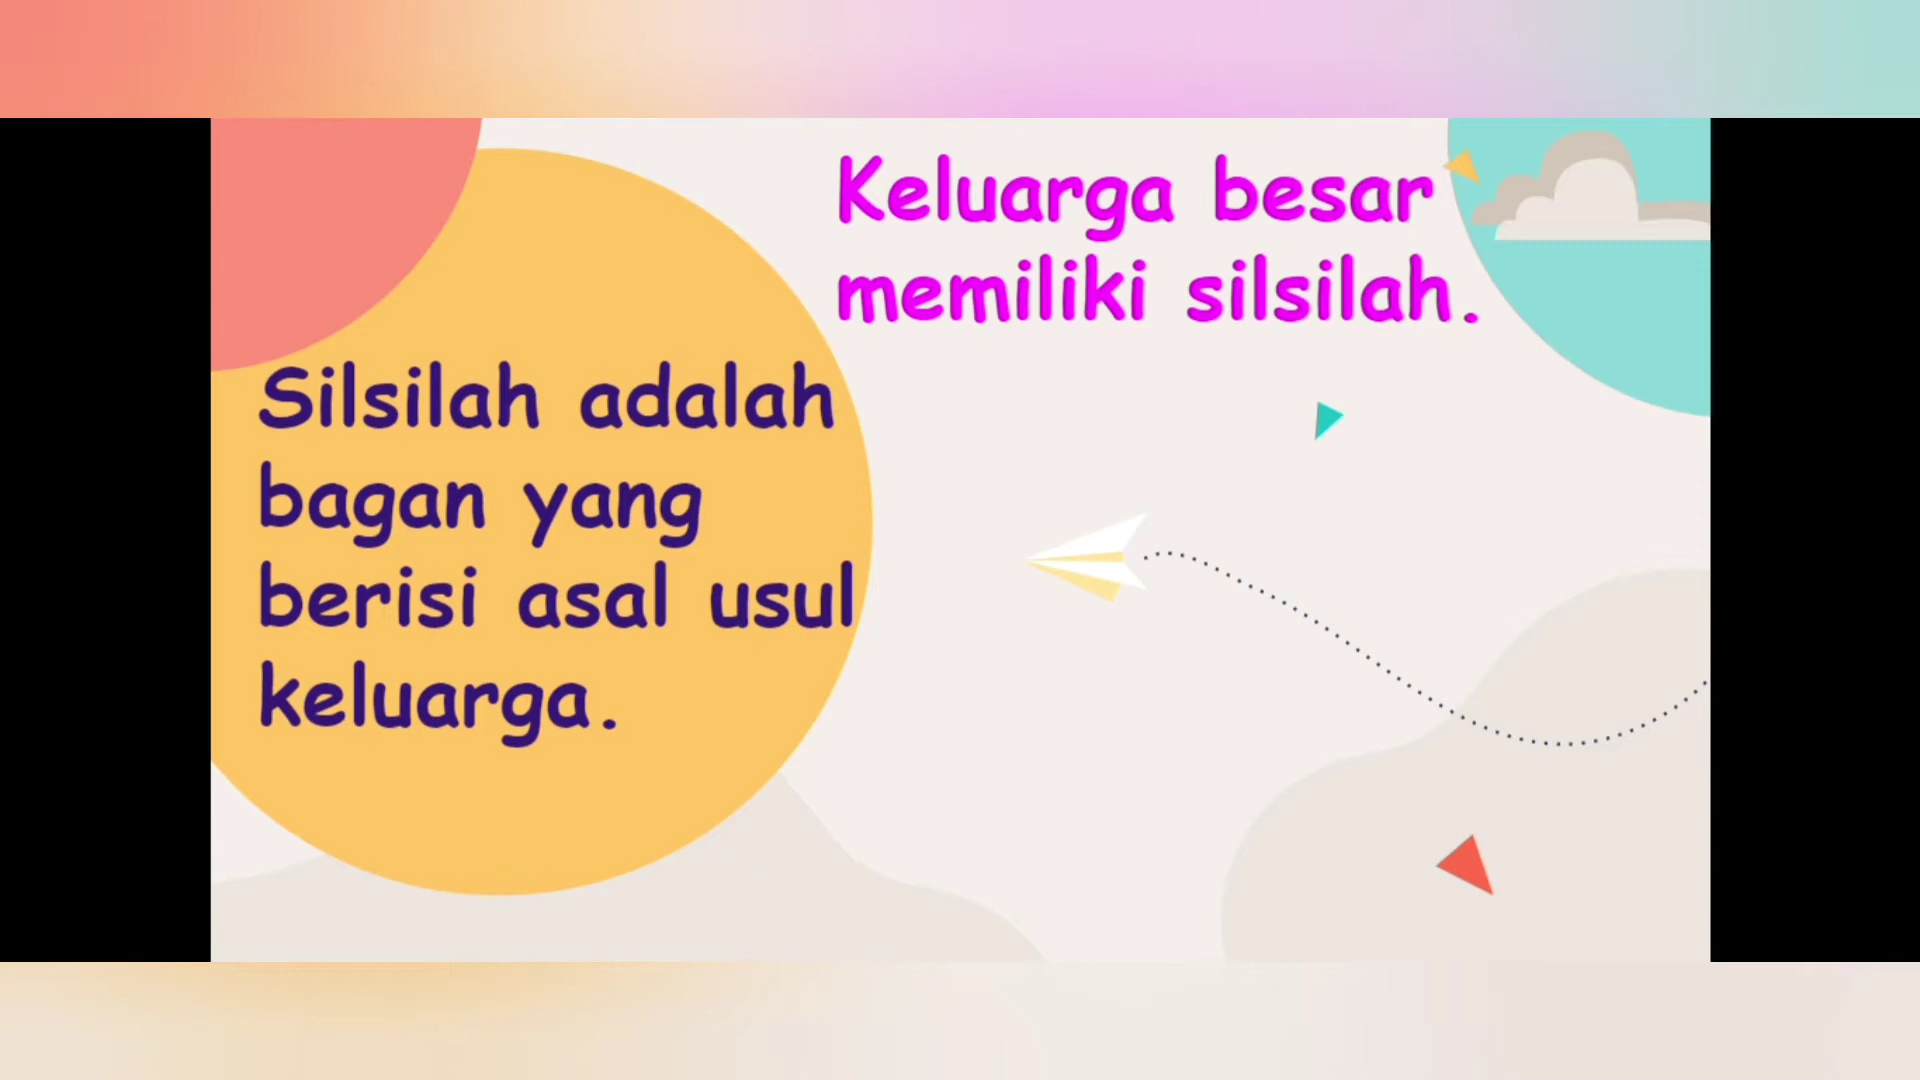 Keluarga besar
memiliki silsilah.
Silsilah adalah
bagan yang
berisi asal usul
keluarga.